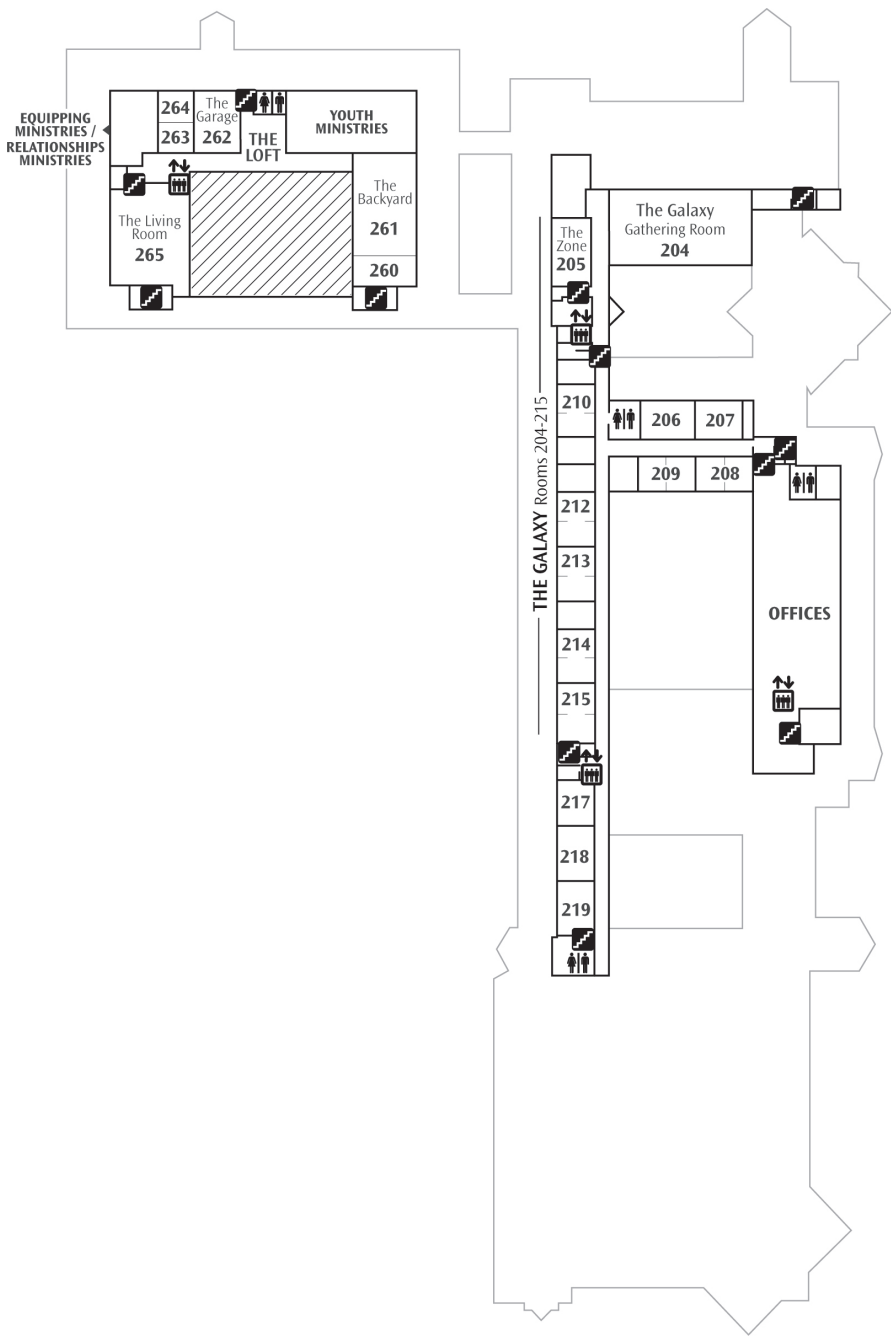 EQUIPPING
MINISTRIES /
RELATIONSHIPS
MINISTRIES
264
263
The
Garage
262
THE
LOFT
YOUTH
MINISTRIES
The Living
Room
265
The
Backyard
261
260
The
Zone
205
The Galaxy
Gathering Room
204
THE GALAXY Rooms 204-215
210
206
207
209
208
212
213
214
215
OFFICES
217
218
219